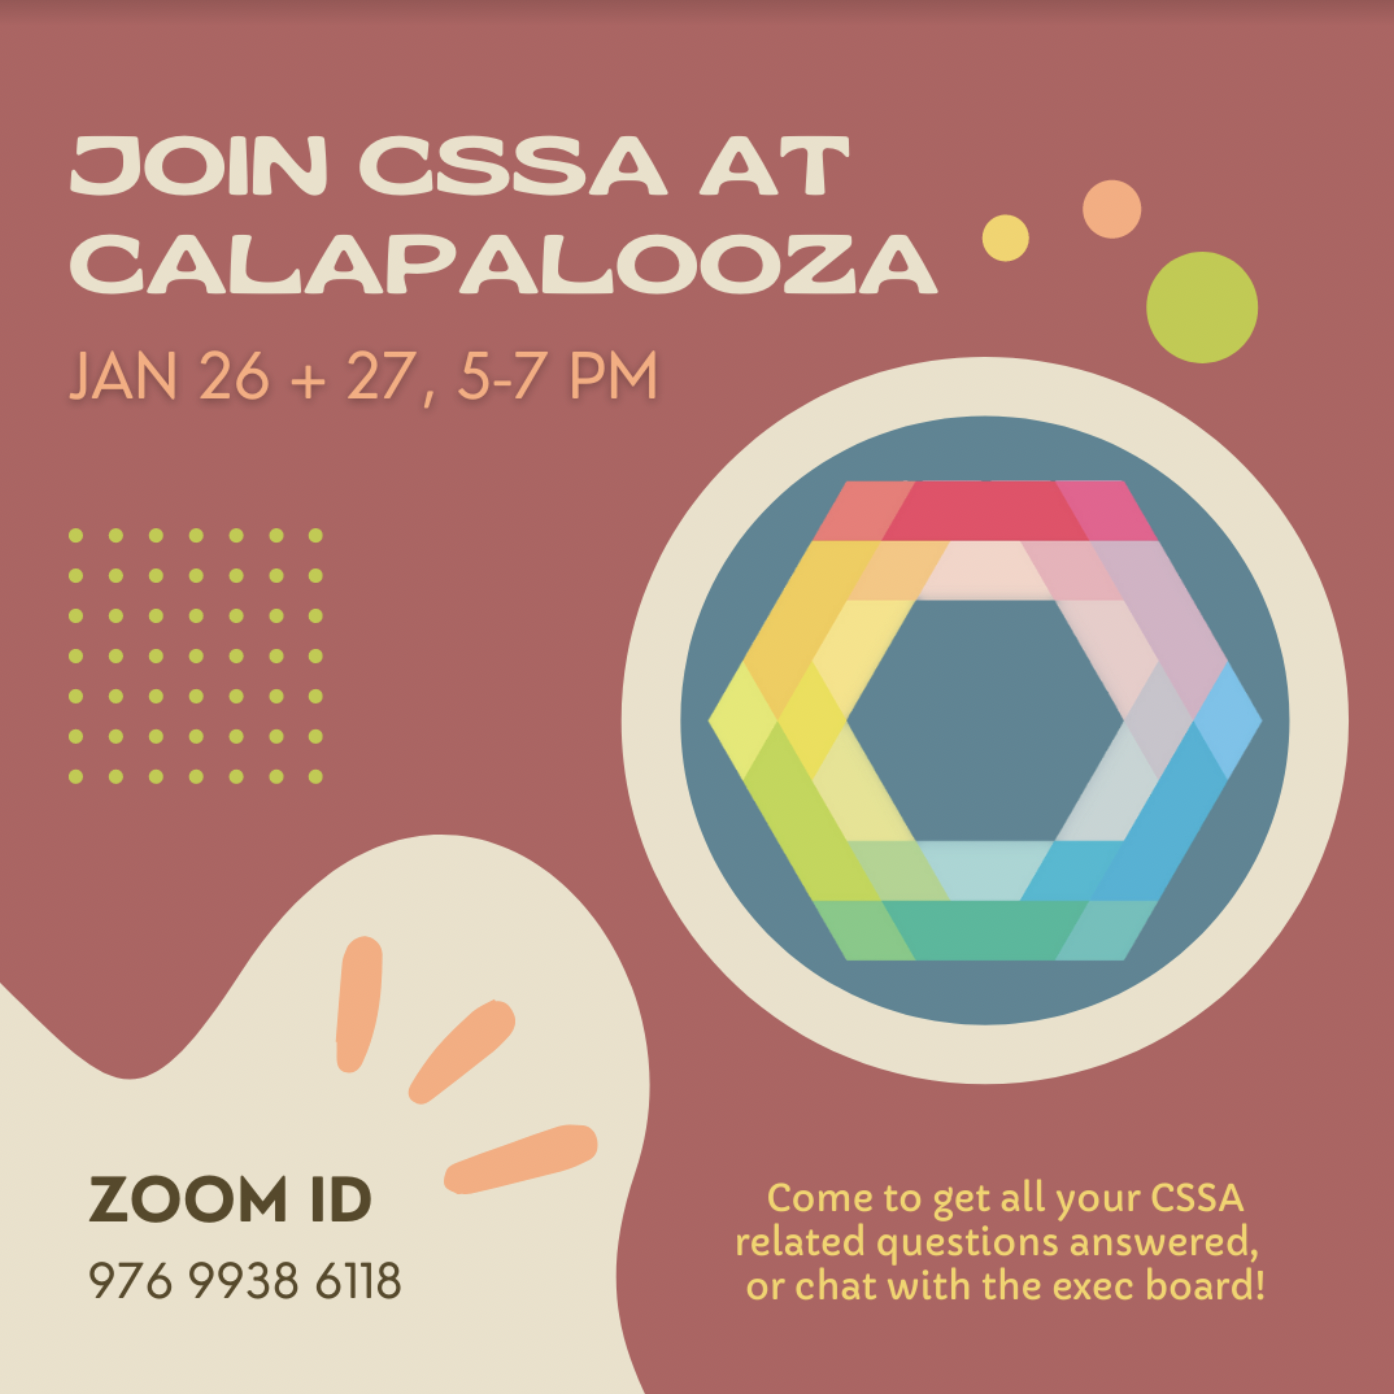 JOIN CSSA AT
CALAPALOOZA
JAN 26 + 27, 5-7 PM
ZOOM ID
976 9938 6118
Come to get all your CSSA
related questions answered,
or chat with the exec board!